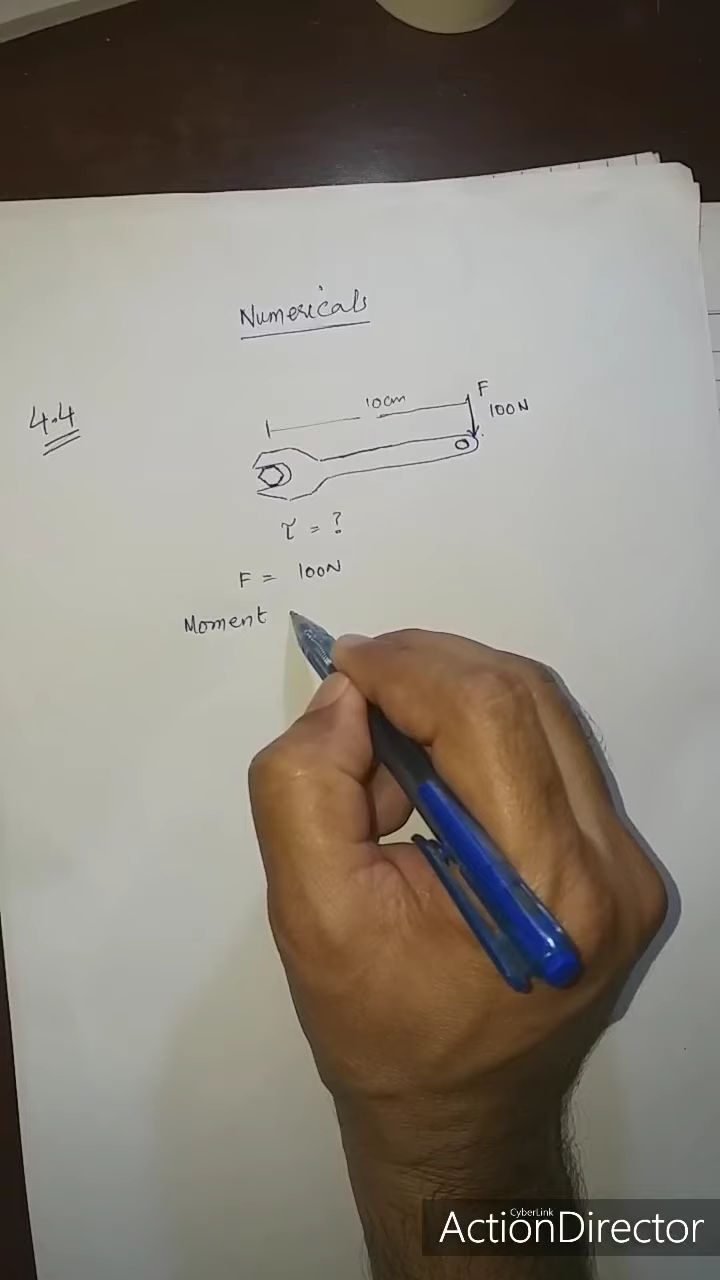 Numericals
4.4
10cm
F
100N
τ = ?
F = 100N
Moment
CyberLink
ActionDirector